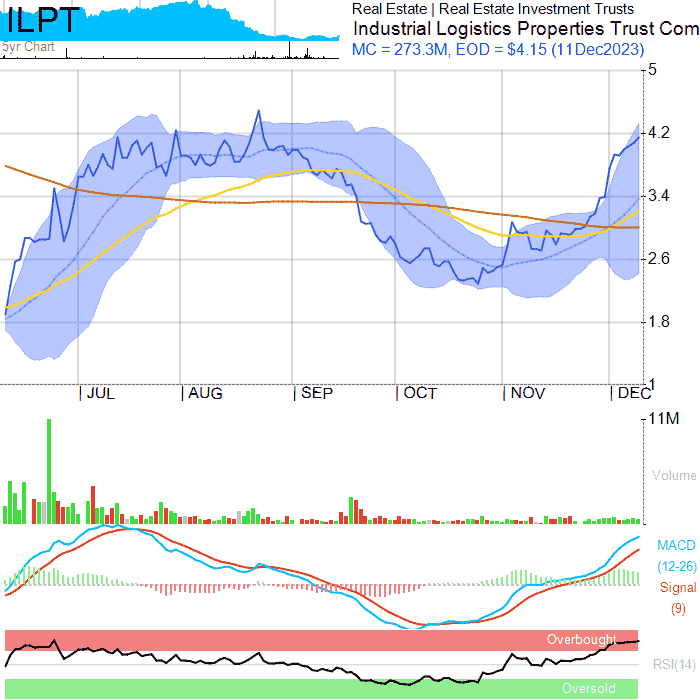 ILPT
5yr Chart
Real Estate | Real Estate Investment Trusts
Industrial Logistics Properties Trust Com
MC = 273.3M, EOD = $4.15 (11Dec2023)
5
4.2
3.4
2.6
1.8
1
JUL AUG SEP OCT NOV DEC
11M
Volume
MACD
(12-26)
Signal
(9)
Overbought
RSI(14)
Oversold